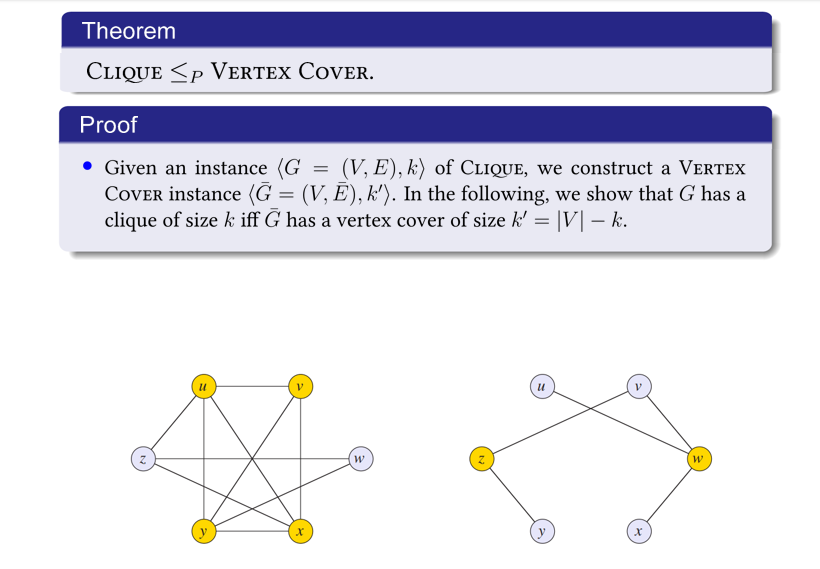 Theorem
CLIQUE ≤P VERTEX COVER.
Proof
• Given an instance ⟨G = (V, E), k⟩ of CLIQUE, we construct a VERTEX
COVER instance ⟨Ḡ = (V, Ē), k′⟩. In the following, we show that G has a
clique of size k iff Ḡ has a vertex cover of size k′ = |V| − k.
u v u v
z w z w
y x y x